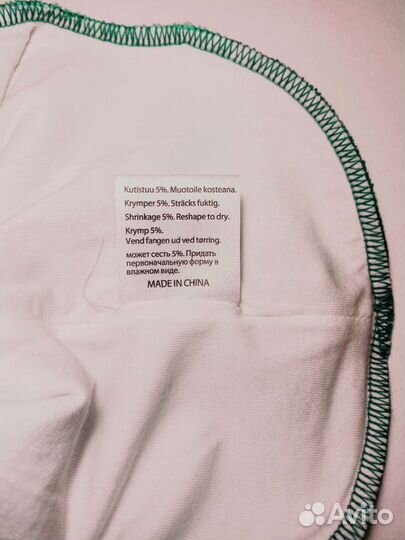 Kutistuu 5%. Muotoile kosteana.
Krymper 5%. Sträcks fuktig.
Shrinkage 5%. Reshape to dry.
Krymp 5%.
Vend fangen ud ved tørring.
может сесть 5%. Придать
первоначальную форму в
влажном виде.
MADE IN CHINA
Avito